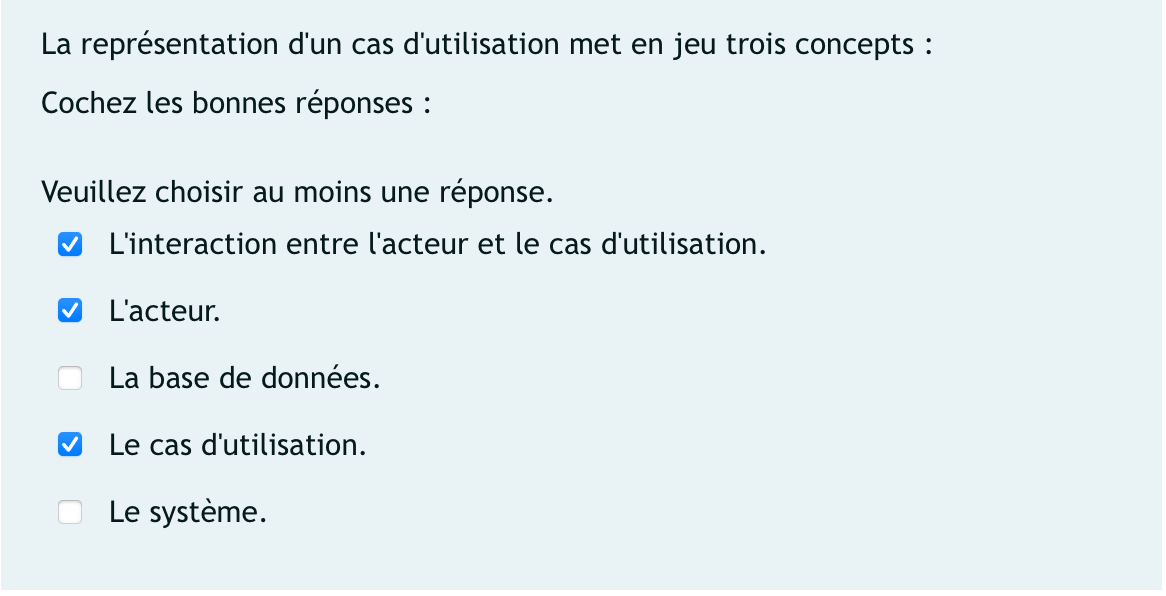 La représentation d'un cas d'utilisation met en jeu trois concepts :
Cochez les bonnes réponses :
Veuillez choisir au moins une réponse.
L'interaction entre l'acteur et le cas d'utilisation.
L'acteur.
La base de données.
Le cas d'utilisation.
Le système.